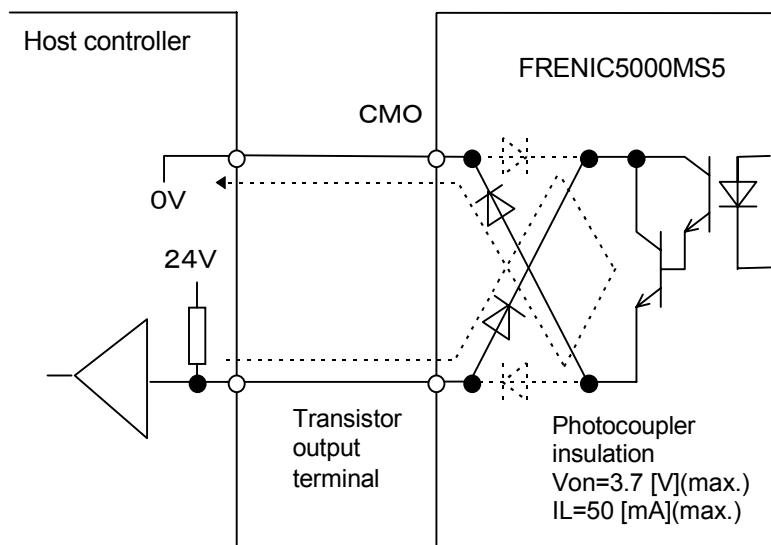 Host controller
FRENIC5000MS5
CMO
0V
24V
Transistor
output
terminal
Photocoupler
insulation
Von=3.7 [V](max.)
IL=50 [mA](max.)